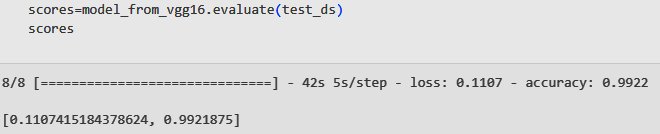 scores=model_from_vgg16.evaluate(test_ds)
scores
8/8 [==============================] - 42s 5s/step - loss: 0.1107 - accuracy: 0.9922
[0.1107415184378624, 0.9921875]